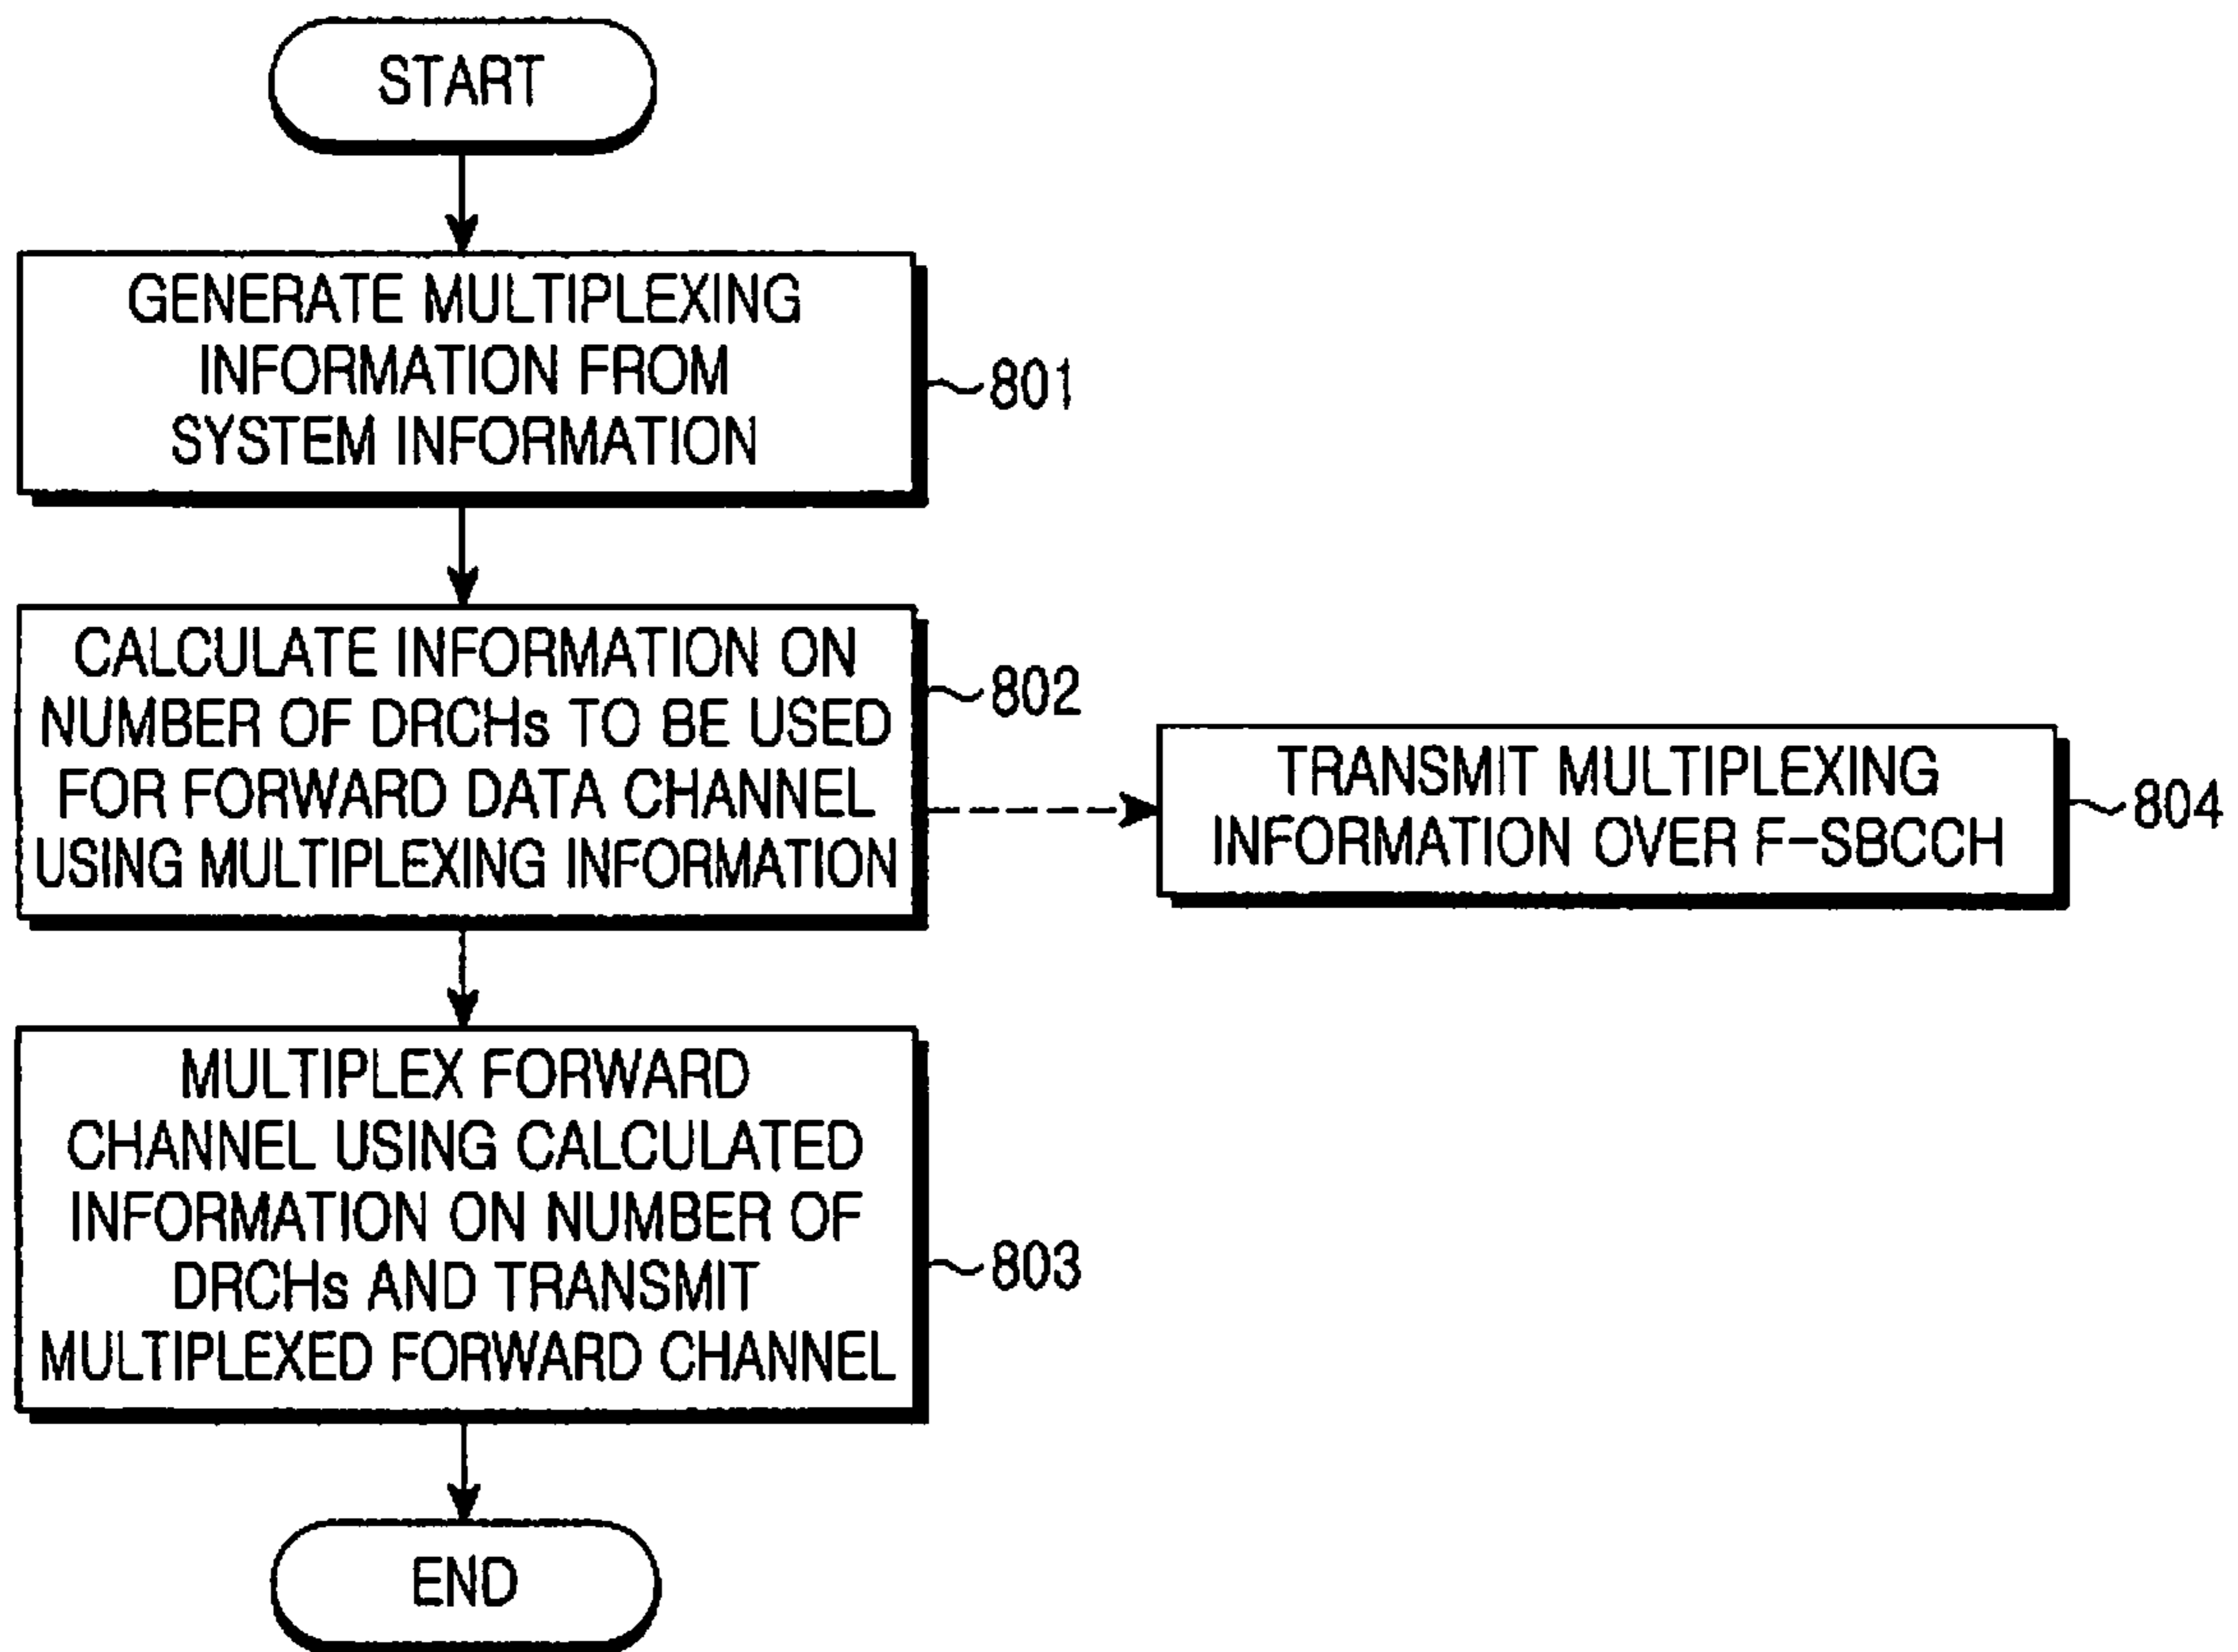 START
GENERATE MULTIPLEXING
INFORMATION FROM
SYSTEM INFORMATION
801
CALCULATE INFORMATION ON
NUMBER OF DRCHs TO BE USED
FOR FORWARD DATA CHANNEL
USING MULTIPLEXING INFORMATION
802
TRANSMIT MULTIPLEXING
INFORMATION OVER F-SBCCH
804
MULTIPLEX FORWARD
CHANNEL USING CALCULATED
INFORMATION ON NUMBER OF
DRCHs AND TRANSMIT
MULTIPLEXED FORWARD CHANNEL
803
END